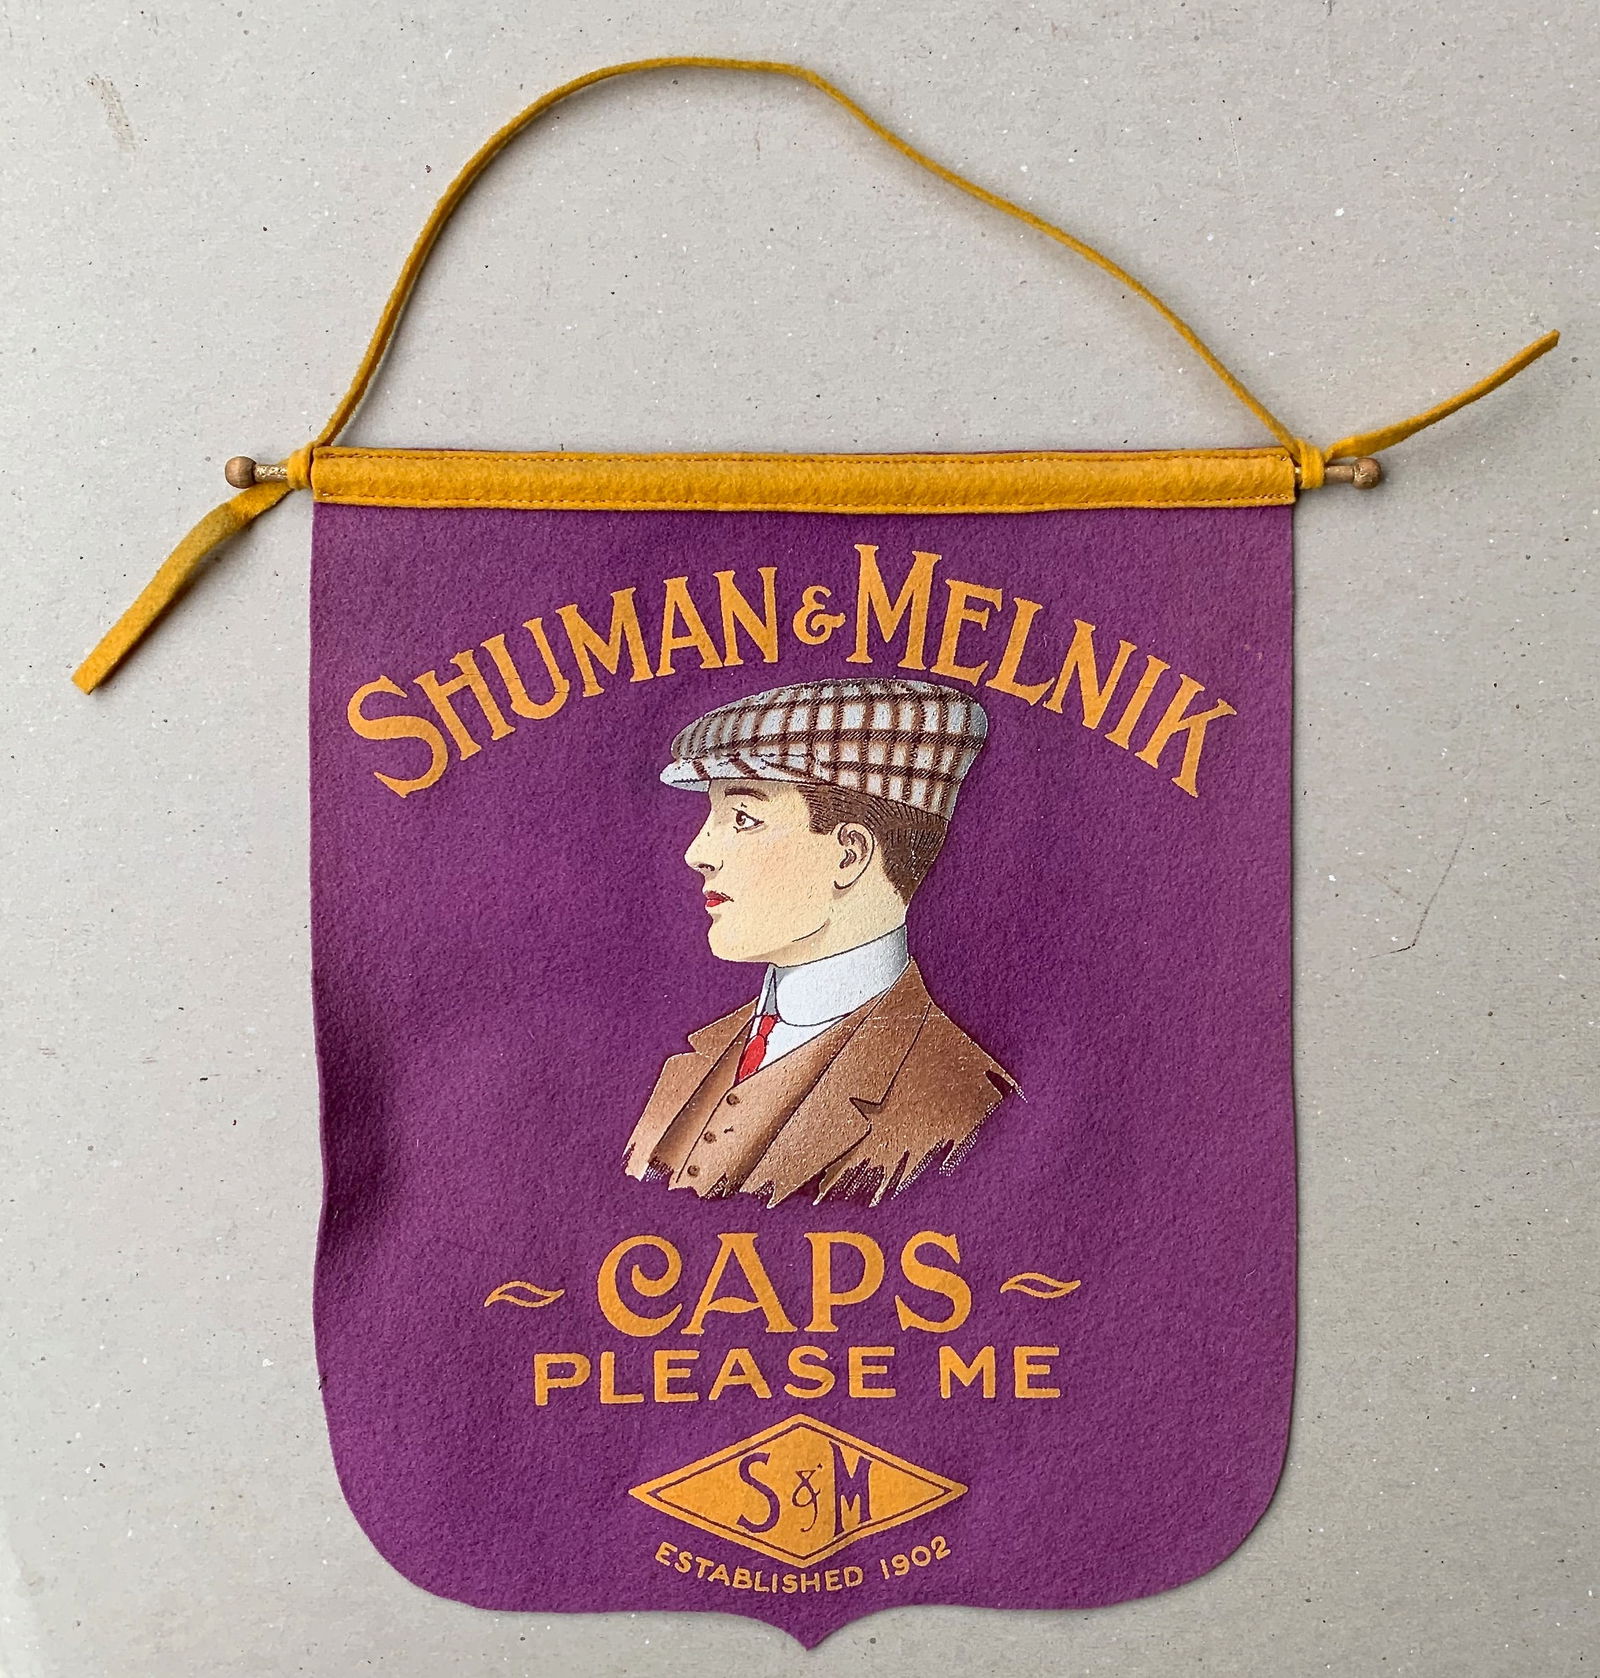 SHUMAN & MELNIK
CAPS
PLEASE ME
S & M
ESTABLISHED 1902